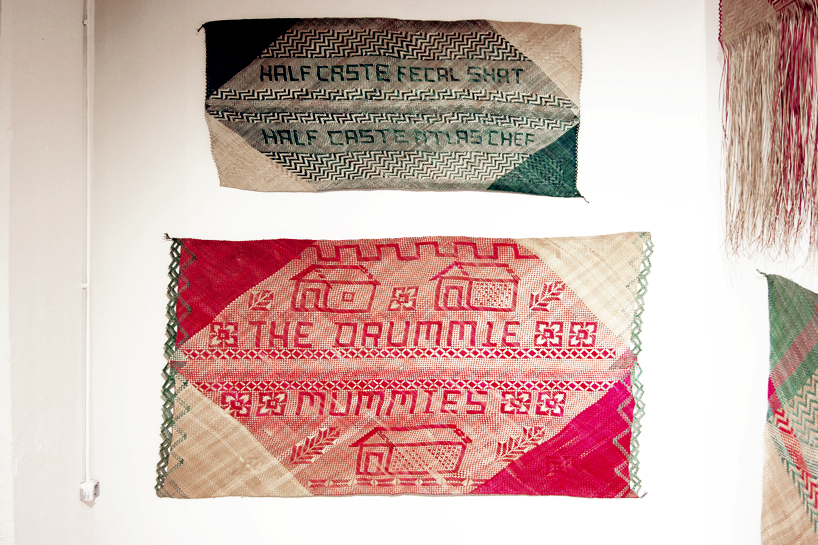 HALF CASTE FECAL SHAT
HALF CASTE ATLAS CHEF
THE DRUMMIE
MUMMIES